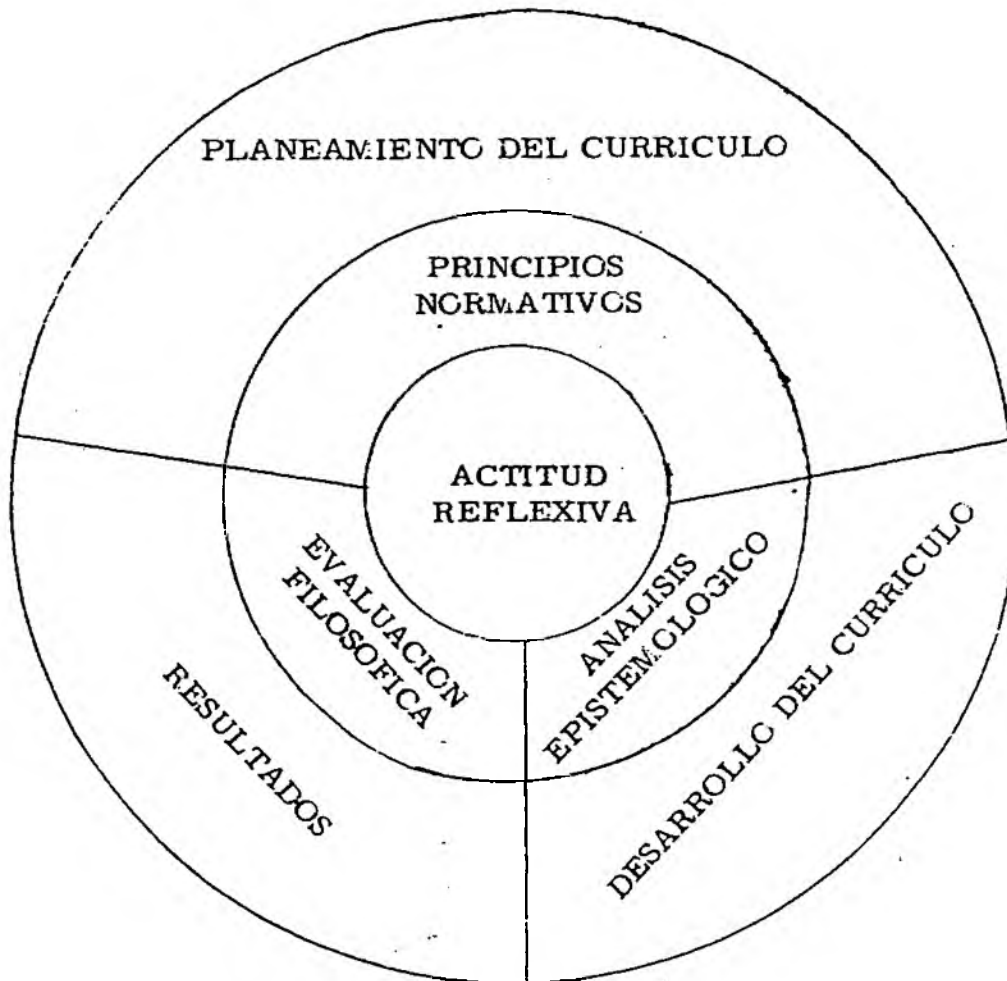 PLANEAMIENTO DEL CURRICULO
PRINCIPIOS
NORMATIVOS
ACTITUD
REFLEXIVA
EVALUACION
FILOSOFICA
ANALISIS
EPISTEMOLOGICO
RESULTADOS
DESARROLLO DEL CURRICULO